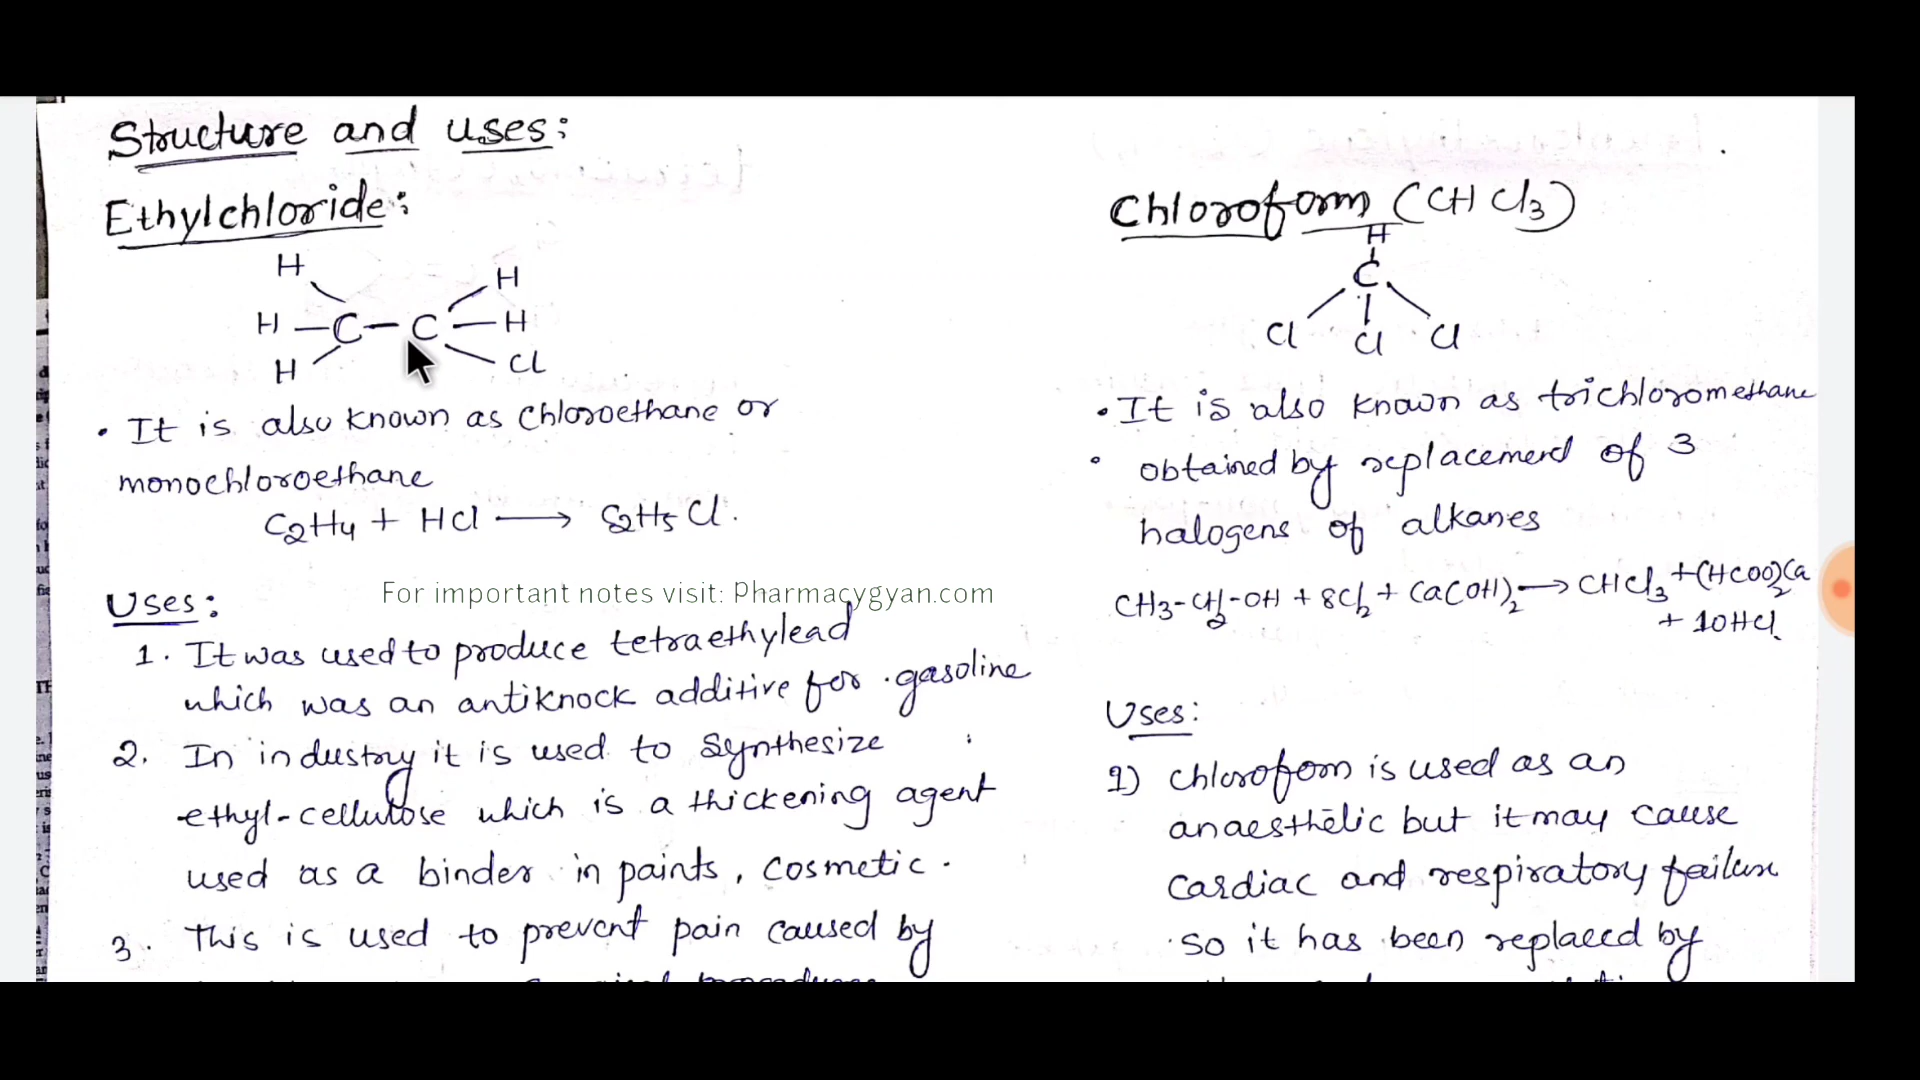 Structure and uses:
Ethylchloride:
H
H
H — C — C — H
H
Cl
• It is also known as chloroethane or
monochloroethane
C2H4 + HCl ⟶ C2H5Cl.
Uses:
1. It was used to produce tetraethylead
which was an antiknock additive for gasoline
2. In industry it is used to synthesize
ethyl-cellulose which is a thickening agent
used as a binder in paints, cosmetic.
3. This is used to prevent pain caused by
For important notes visit: Pharmacygyan.com
Chloroform (CHCl3)
H
C
Cl Cl Cl
• It is also known as trichloromethane
• obtained by replacement of 3
halogens of alkanes
CH3-CH2-OH + 8Cl2 + Ca(OH)2 ⟶ CHCl3 + (HCOO)2Ca
+ 10HCl
Uses:
1) chloroform is used as an
anaesthetic but it may cause
cardiac and respiratory failure
so it has been replaced by